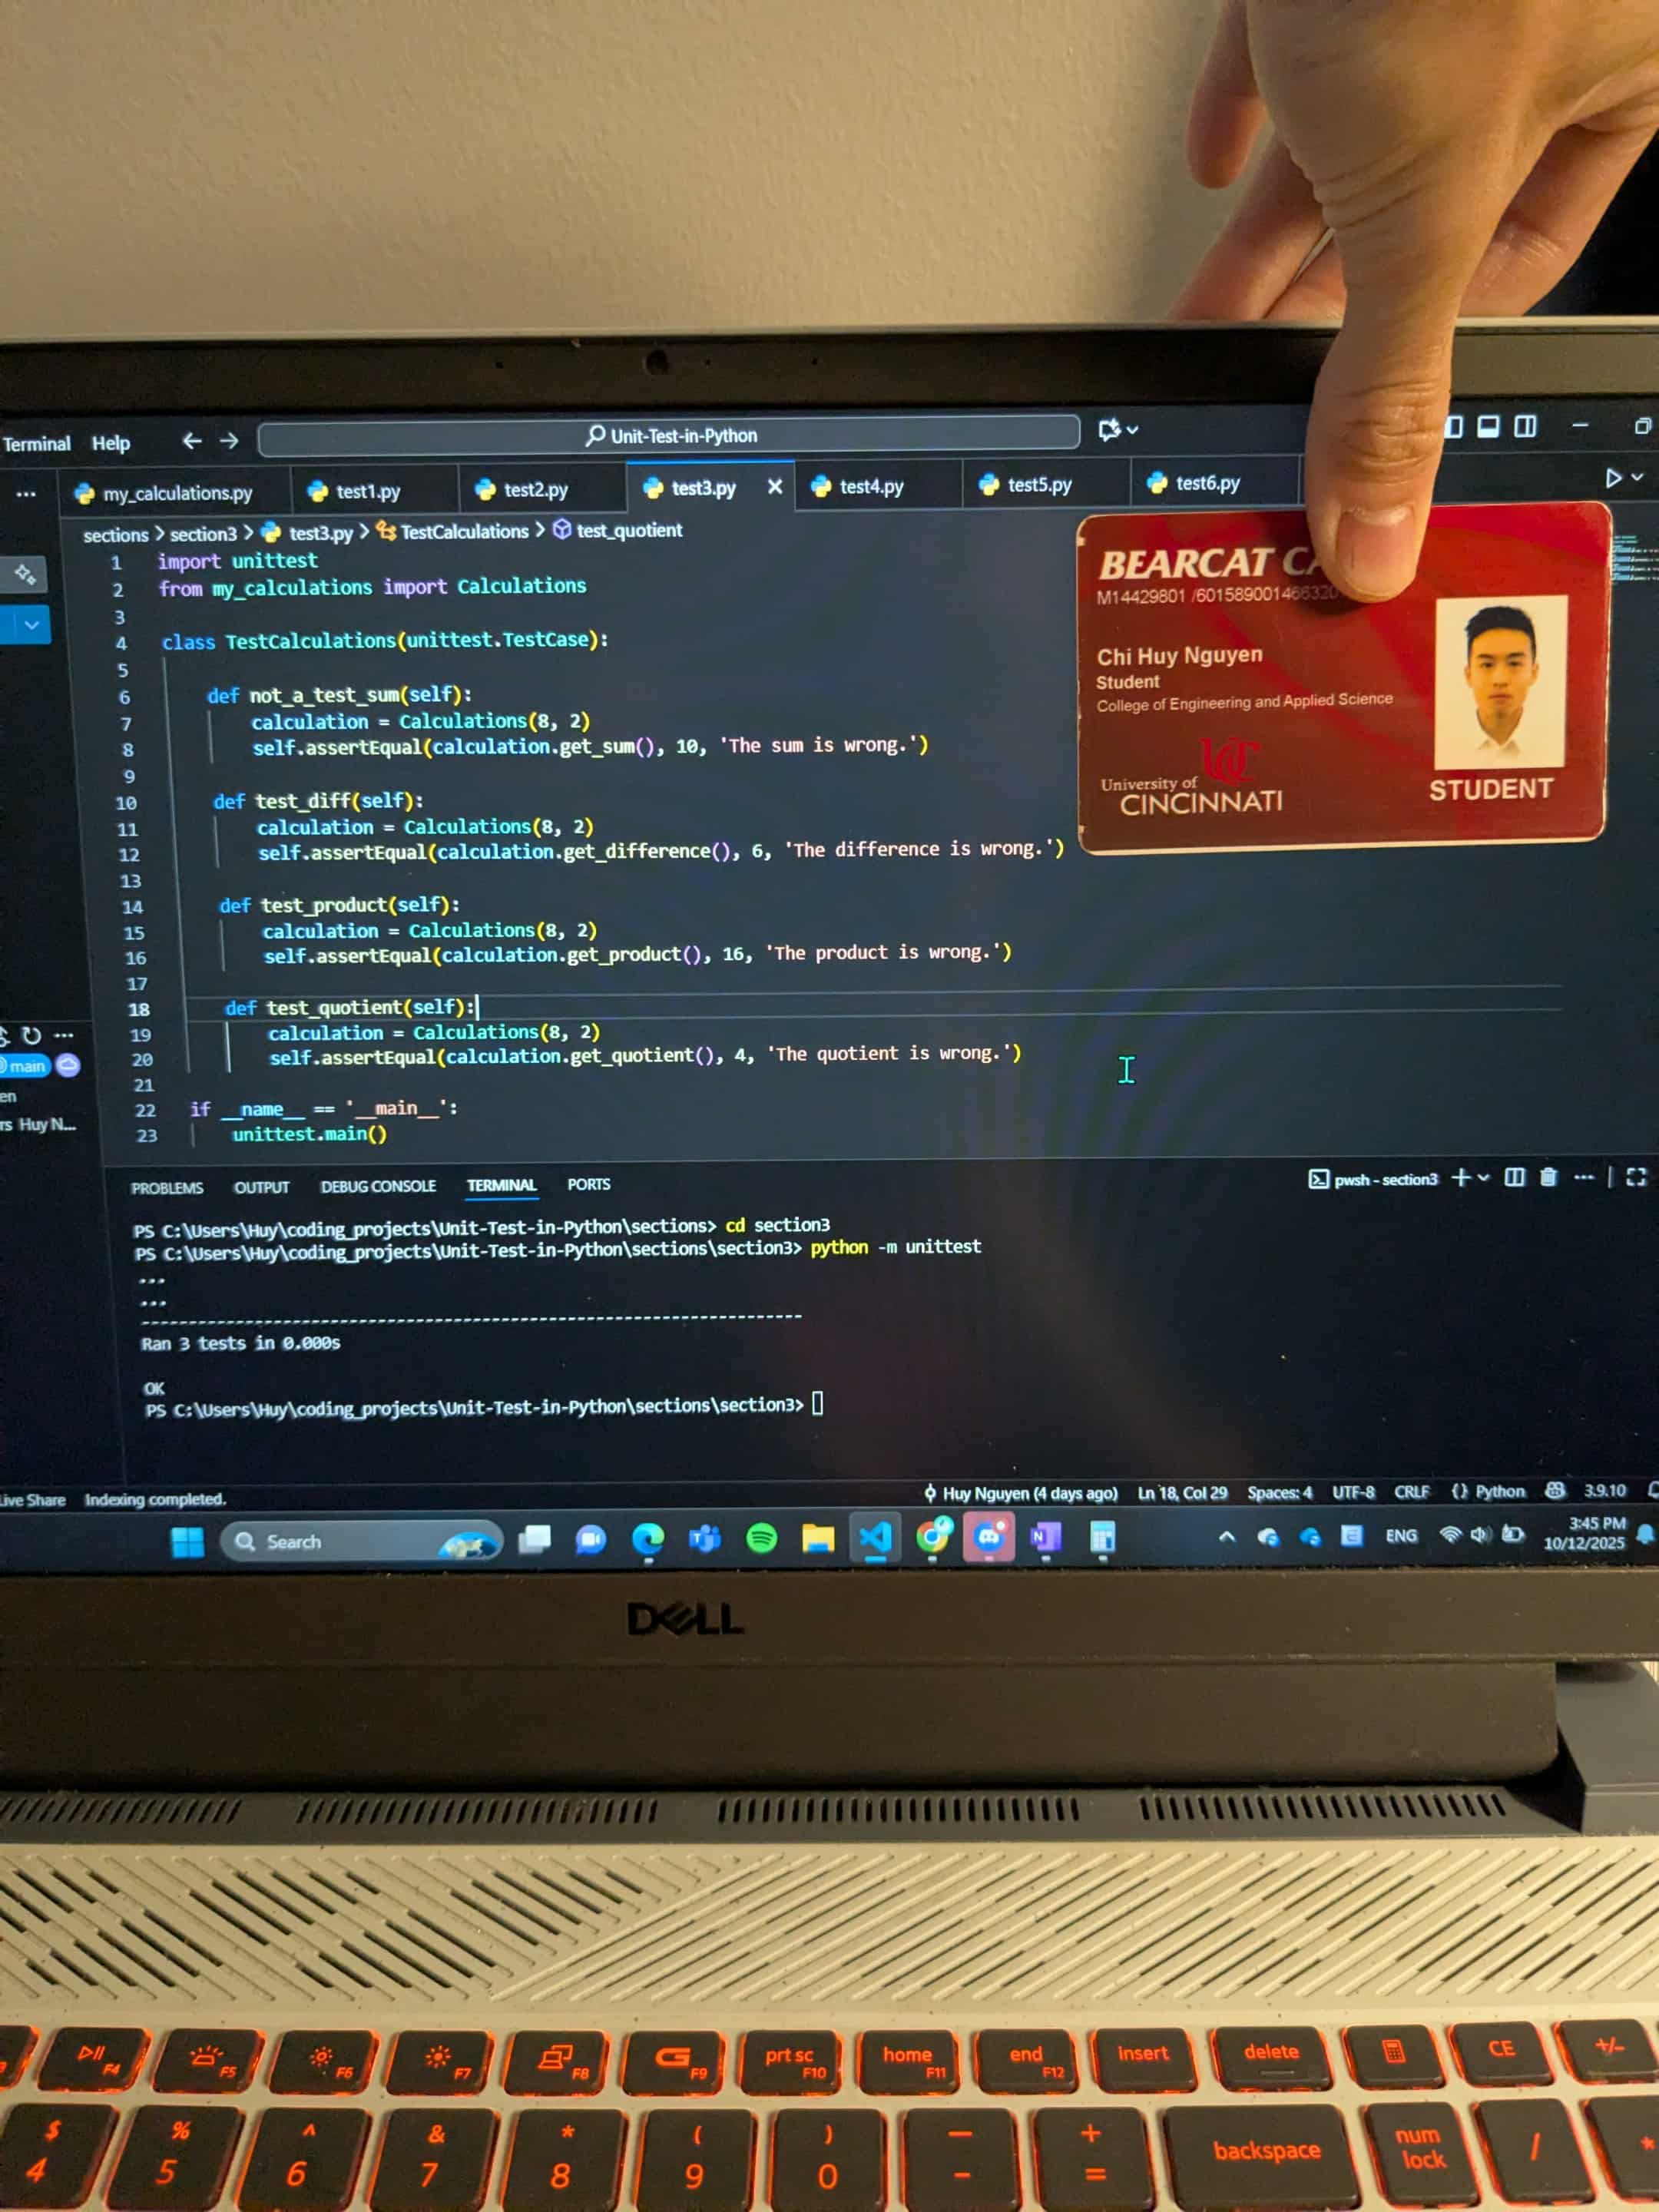 Terminal Help
Unit-Test-in-Python
my_calculations.py test1.py test2.py test3.py test4.py test5.py test6.py
sections > section3 > test3.py > TestCalculations > test_quotient
1 import unittest
2 from my_calculations import Calculations
3
4 class TestCalculations(unittest.TestCase):
5
6 def not_a_test_sum(self):
7 calculation = Calculations(8, 2)
8 self.assertEqual(calculation.get_sum(), 10, 'The sum is wrong.')
9
10 def test_diff(self):
11 calculation = Calculations(8, 2)
12 self.assertEqual(calculation.get_difference(), 6, 'The difference is wrong.')
13
14 def test_product(self):
15 calculation = Calculations(8, 2)
16 self.assertEqual(calculation.get_product(), 16, 'The product is wrong.')
17
18 def test_quotient(self):
19 calculation = Calculations(8, 2)
20 self.assertEqual(calculation.get_quotient(), 4, 'The quotient is wrong.')
21
22 if __name__ == '__main__':
23 unittest.main()
BEARCAT
M14429801 /601589001466320
Chi Huy Nguyen
Student
College of Engineering and Applied Science
UC
University of
CINCINNATI
STUDENT
main
en
rs Huy N...
PROBLEMS OUTPUT DEBUG CONSOLE TERMINAL PORTS
pwsh - section3
PS C:\Users\Huy\coding_projects\Unit-Test-in-Python\sections> cd section3
PS C:\Users\Huy\coding_projects\Unit-Test-in-Python\sections\section3> python -m unittest
...
...
----------------------------------------------------------------------
Ran 3 tests in 0.000s
OK
PS C:\Users\Huy\coding_projects\Unit-Test-in-Python\sections\section3>
Live Share Indexing completed. Huy Nguyen (4 days ago) Ln 18, Col 29 Spaces: 4 UTF-8 CRLF {} Python 3.9.10
Search ENG 3:45 PM
10/12/2025
DELL
F4 F5 F6 F7 F8 G F9 prt sc F10 home F11 end F12 insert delete CE +/-
$ % ^ & * ( ) — +
4 5 6 7 8 9 0 - = backspace num lock / *